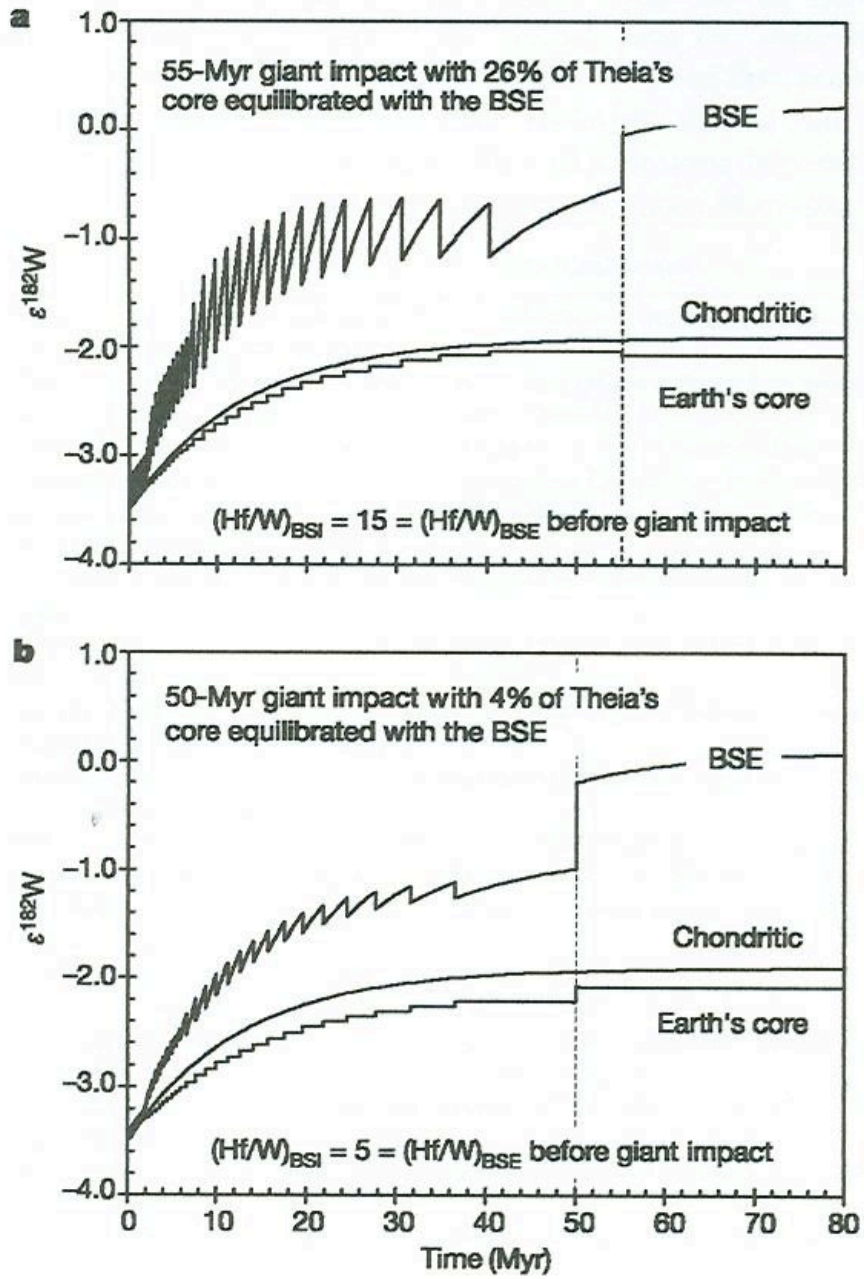 a
1.0
55-Myr giant impact with 26% of Theia's
core equilibrated with the BSE
BSE
0.0
−1.0
ε¹⁸²W
Chondritic
−2.0
Earth's core
−3.0
(Hf/W)BSI = 15 = (Hf/W)BSE before giant impact
−4.0
b
1.0
50-Myr giant impact with 4% of Theia's
core equilibrated with the BSE
BSE
0.0
−1.0
ε¹⁸²W
Chondritic
−2.0
Earth's core
−3.0
(Hf/W)BSI = 5 = (Hf/W)BSE before giant impact
−4.0
0 10 20 30 40 50 60 70 80
Time (Myr)